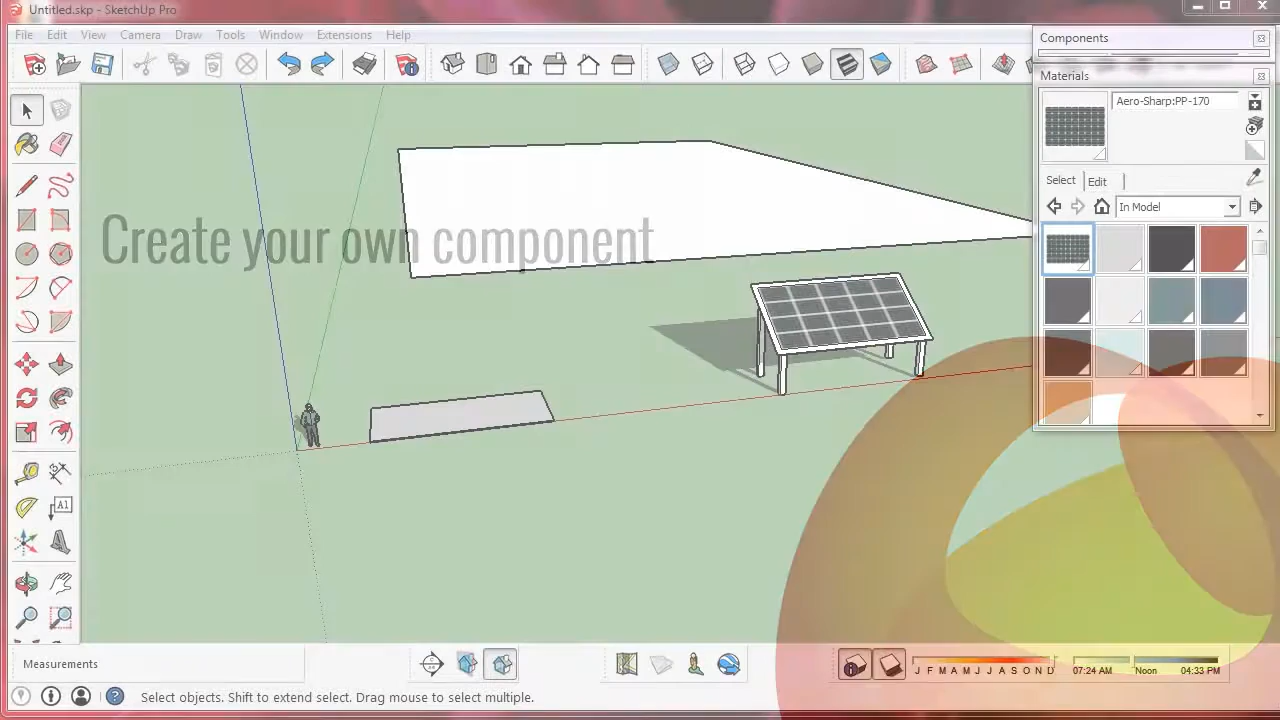 Untitled.skp - SketchUp Pro
File Edit View Camera Draw Tools Window Extensions Help
Components
Materials
Aero-Sharp:PP-170
Select Edit
In Model
Create your own component
A1
Measurements
J F M A M J J A S O N D
07:24 AM Noon 04:33 PM
Select objects. Shift to extend select. Drag mouse to select multiple.